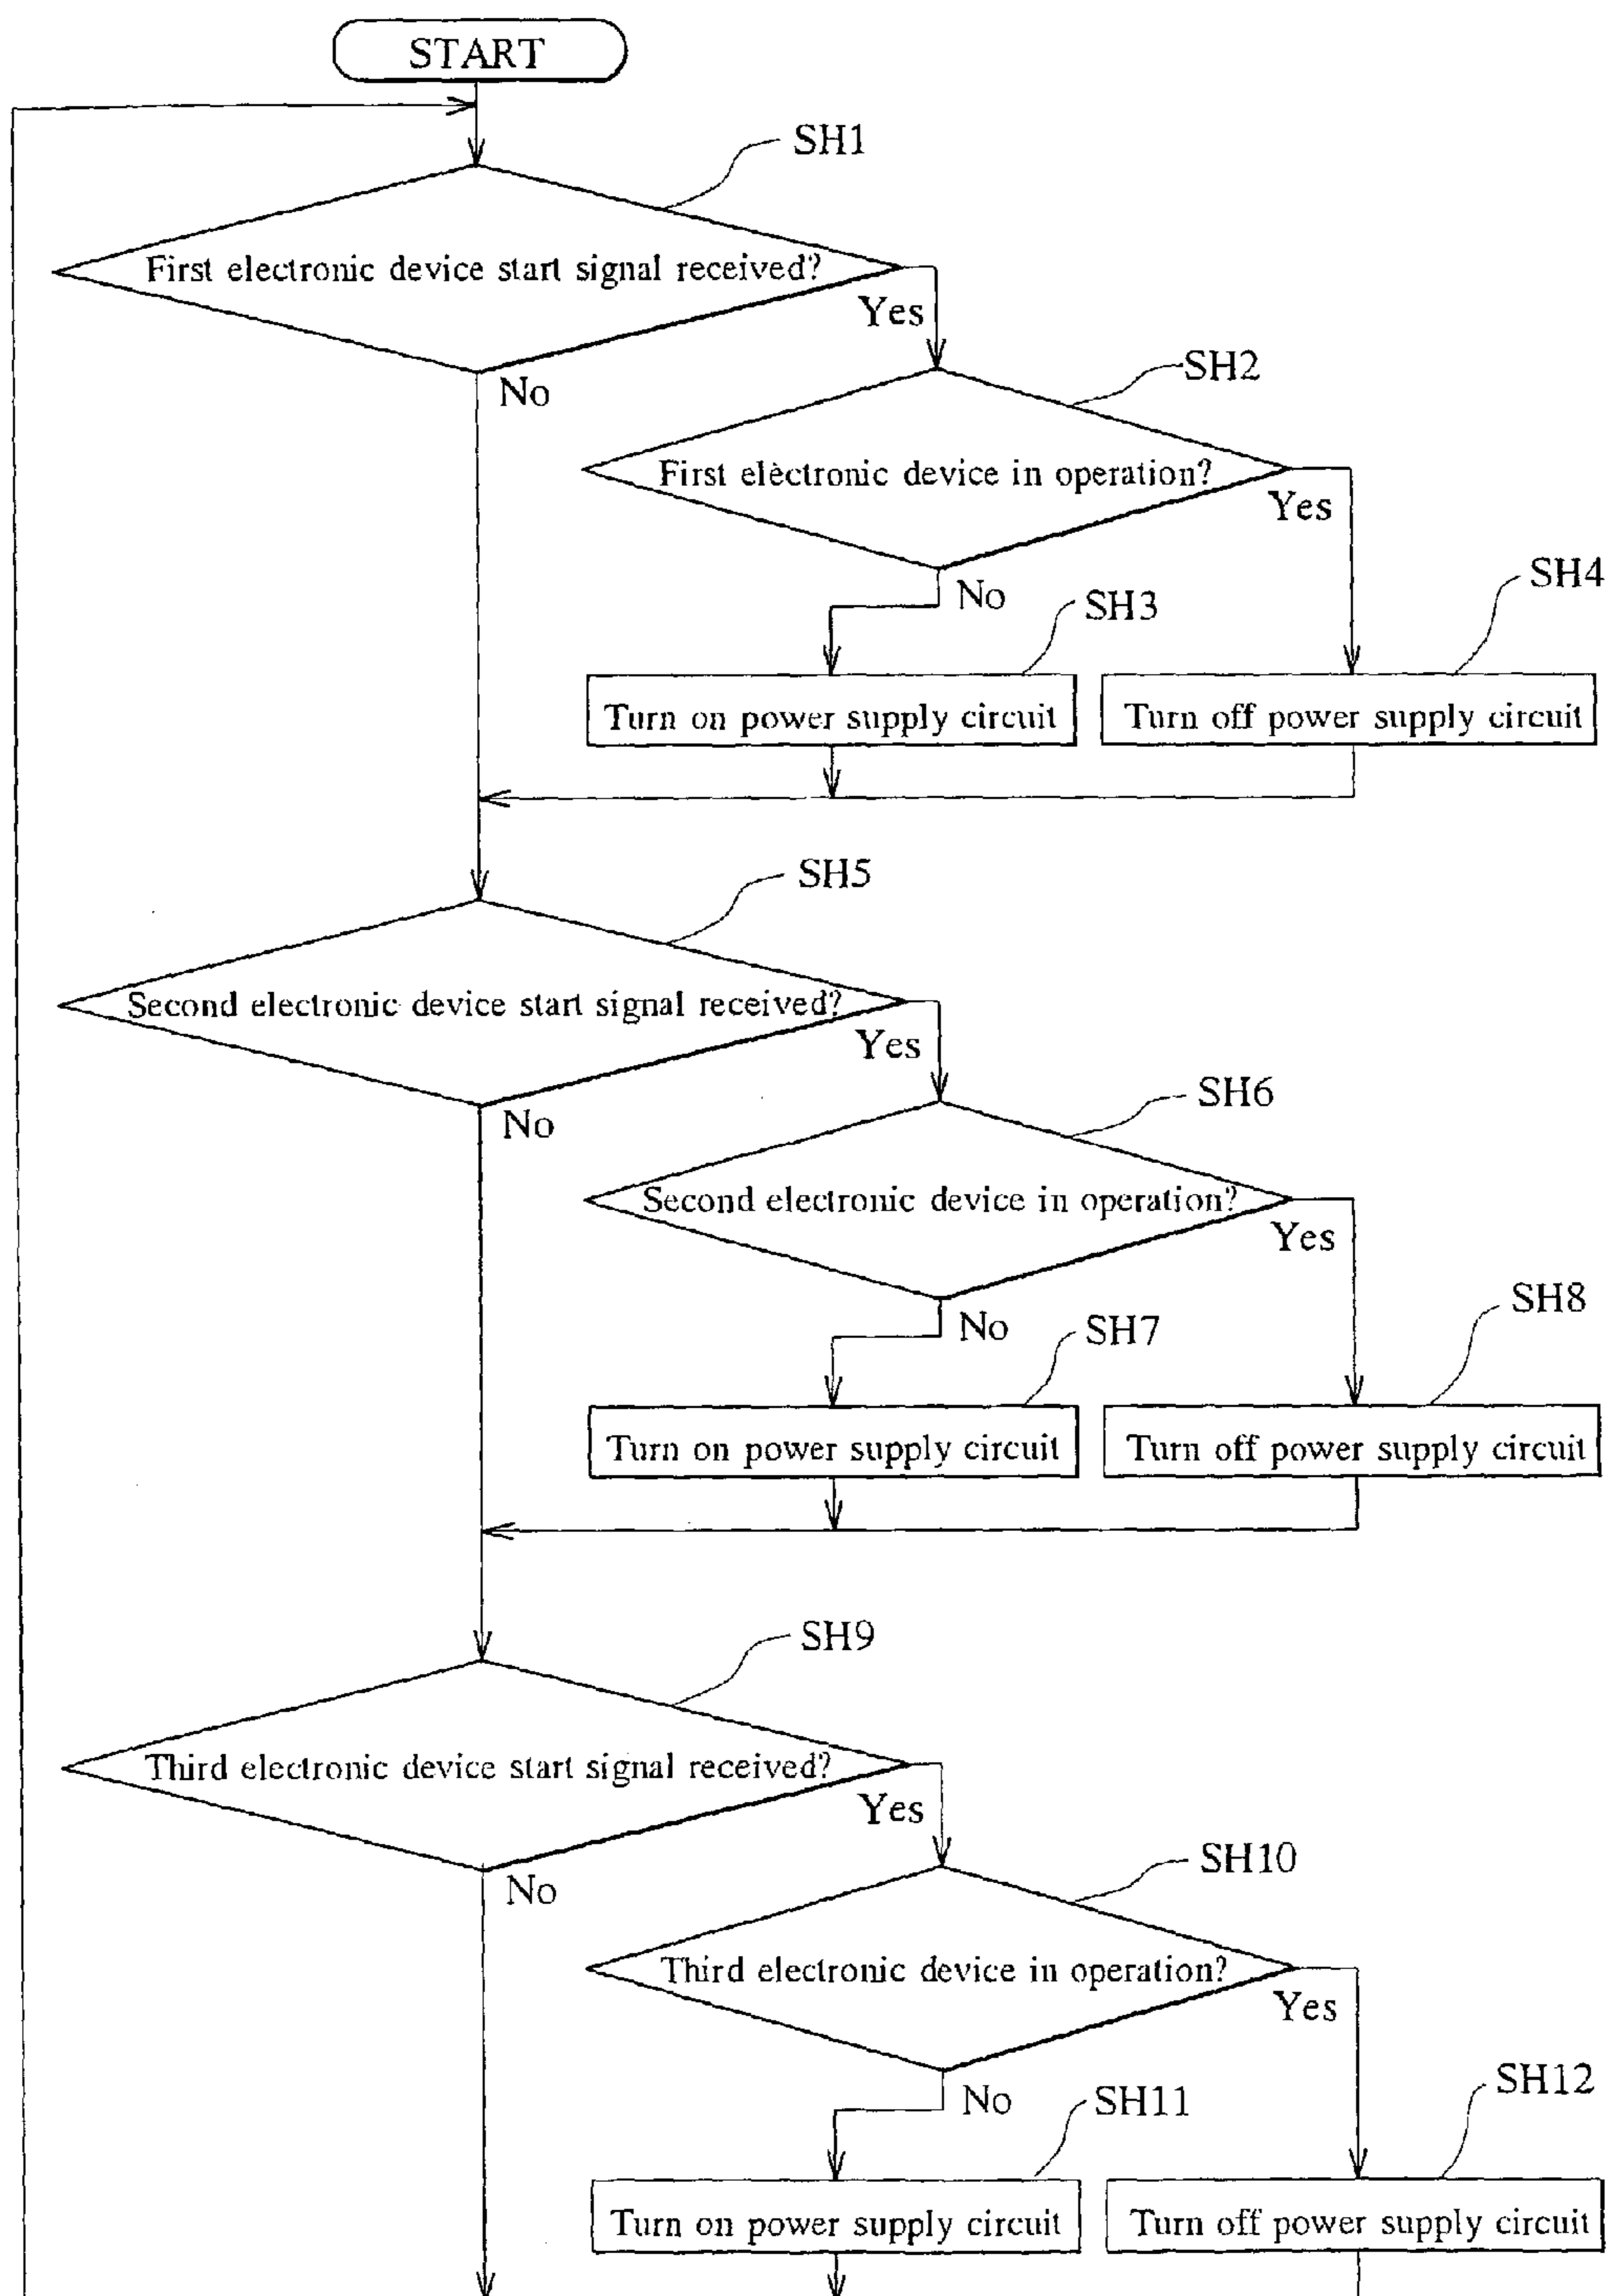 START
SH1
First electronic device start signal received?
Yes
No
SH2
First electronic device in operation?
Yes
No
SH3
SH4
Turn on power supply circuit
Turn off power supply circuit
SH5
Second electronic device start signal received?
Yes
No
SH6
Second electronic device in operation?
Yes
No
SH7
SH8
Turn on power supply circuit
Turn off power supply circuit
SH9
Third electronic device start signal received?
Yes
No
SH10
Third electronic device in operation?
Yes
No
SH11
SH12
Turn on power supply circuit
Turn off power supply circuit